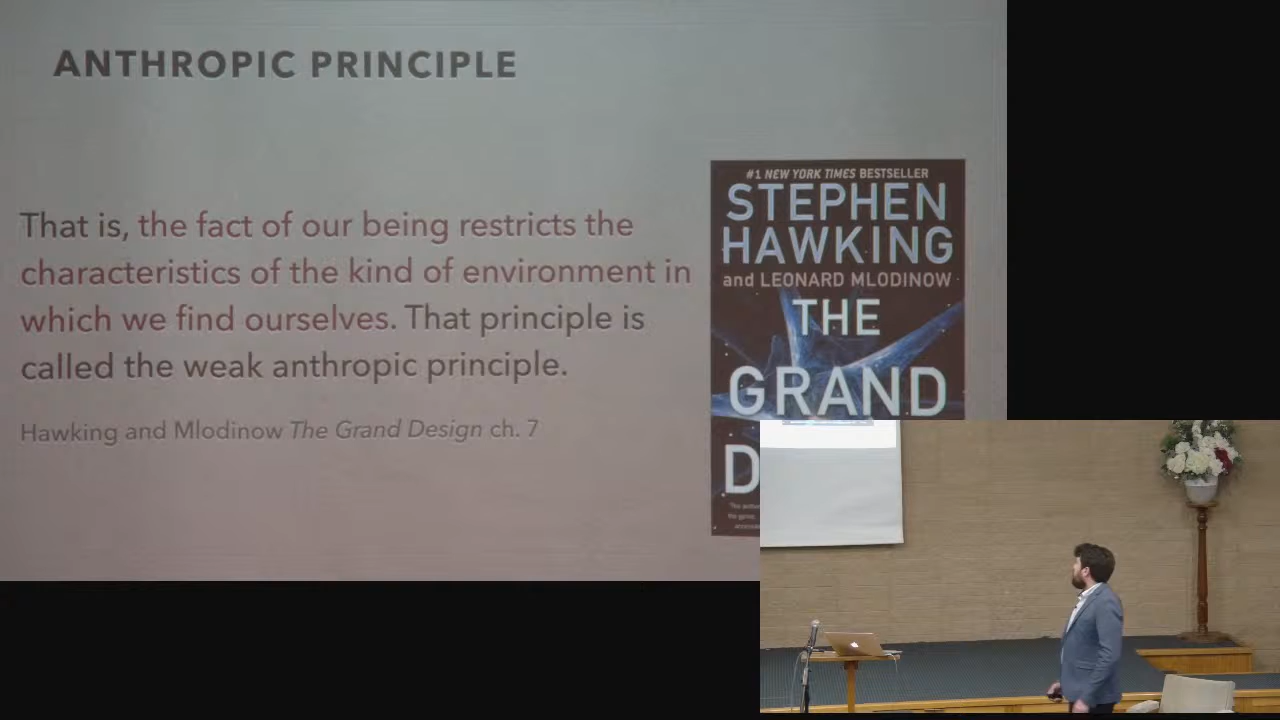 ANTHROPIC PRINCIPLE
That is, the fact of our being restricts the
characteristics of the kind of environment in
which we find ourselves. That principle is
called the weak anthropic principle.
Hawking and Mlodinow The Grand Design ch. 7
#1 NEW YORK TIMES BESTSELLER
STEPHEN
HAWKING
and LEONARD MLODINOW
THE
GRAND
D